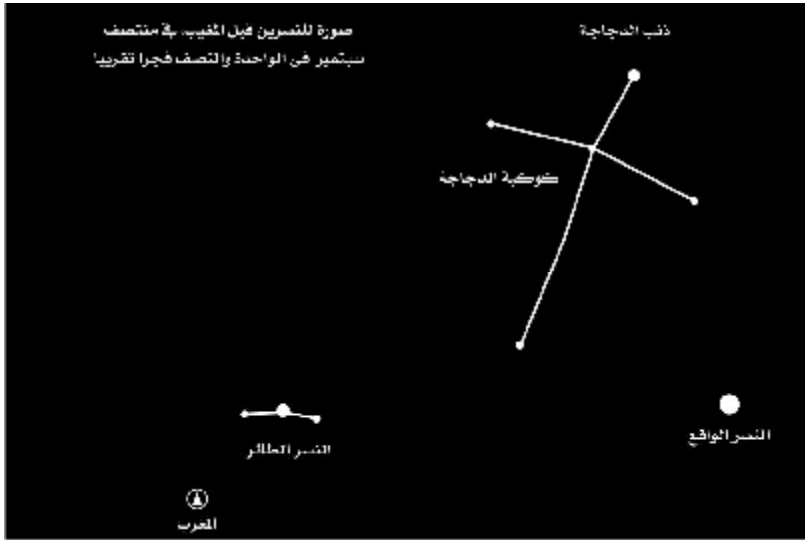 صورة للنسرين قبل المغيب، في منتصف
سبتمبر في الواحدة والنصف فجرا تقريبا
ذنب الدجاجة
كوكبة الدجاجة
النسر الواقع
النسر الطائر
المغرب